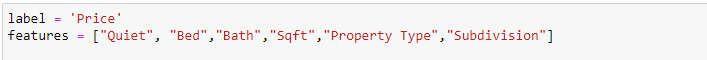 label = 'Price'
features = ["Quiet", "Bed","Bath","Sqft","Property Type","Subdivision"]